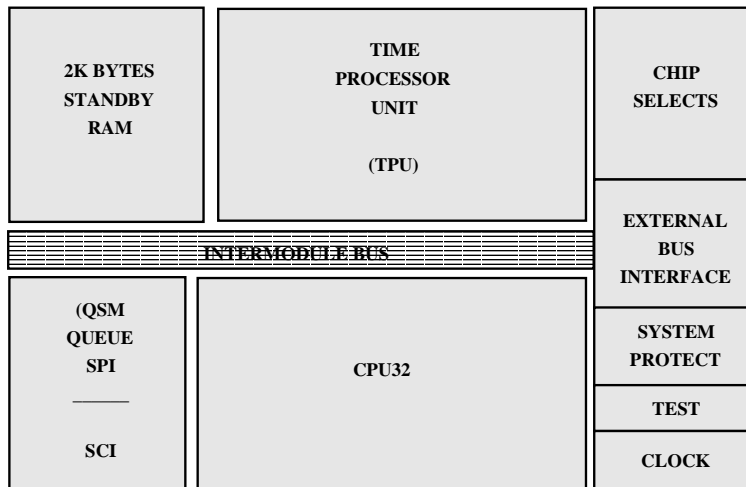 2K BYTES
STANDBY
RAM
TIME
PROCESSOR
UNIT
(TPU)
CHIP
SELECTS
INTERMODULE BUS
EXTERNAL
BUS
INTERFACE
(QSM
QUEUE
SPI
SCI
CPU32
SYSTEM
PROTECT
TEST
CLOCK